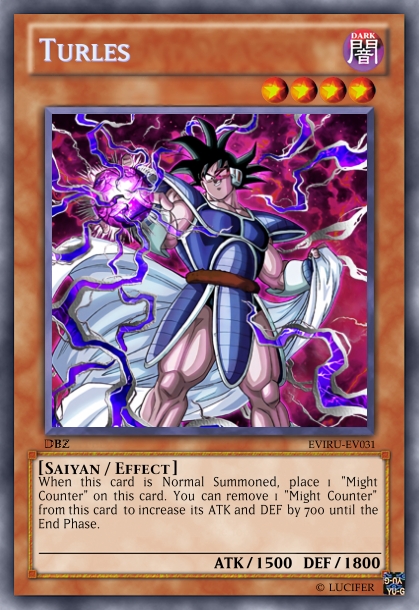 TURLES
DARK
闇
DBZ
EVIRU-EV031
[SAIYAN / EFFECT]
When this card is Normal Summoned, place 1 "Might
Counter" on this card. You can remove 1 "Might Counter"
from this card to increase its ATK and DEF by 700 until the
End Phase.
ATK / 1500 DEF / 1800
© LUCIFER